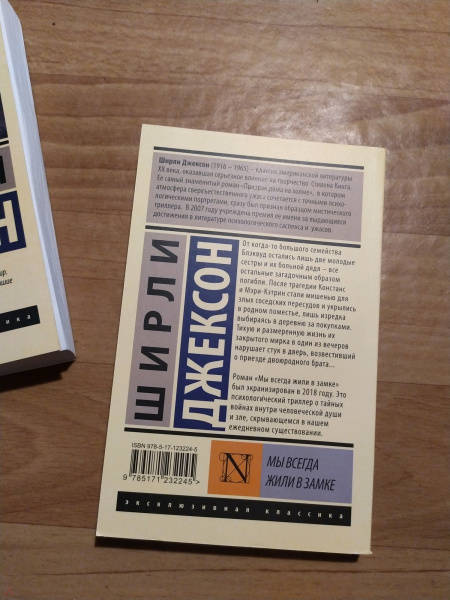 Ширли Джексон (1916 – 1965) – классик американской литературы
XX века, оказавшая серьезное влияние на творчество Стивена Кинга.
Ее самый знаменитый роман «Призрак дома на холме», в котором
атмосфера сверхъестественного ужаса сочетается с точными психо-
логическими портретами, сразу был признан образцом мистического
триллера. В 2007 году учреждена премия ее имени за выдающиеся
достижения в литературе психологического саспенса и ужасов.
ШИРЛИ
ДЖЕКСОН
От когда-то большого семейства
Блэквуд остались лишь две молодые
сестры и их больной дядя – все
остальные загадочным образом
погибли. После трагедии Констанс
и Мэри-Кэтрин стали мишенью для
злых соседских пересудов и укрылись
в родном поместье, лишь изредка
выбираясь в деревню за покупками.
Тихую и размеренную жизнь их
закрытого мирка в один из вечеров
нарушает стук в дверь, возвестивший
о приезде двоюродного брата...
Роман «Мы всегда жили в замке»
был экранизирован в 2018 году. Это
психологический триллер о тайных
войнах внутри человеческой души
и зле, скрывающемся в нашем
ежедневном существовании.
ISBN 978-5-17-123224-5
9 785171 232245 >
N
МЫ ВСЕГДА
ЖИЛИ В ЗАМКЕ
ЭКСКЛЮЗИВНАЯ КЛАССИКА